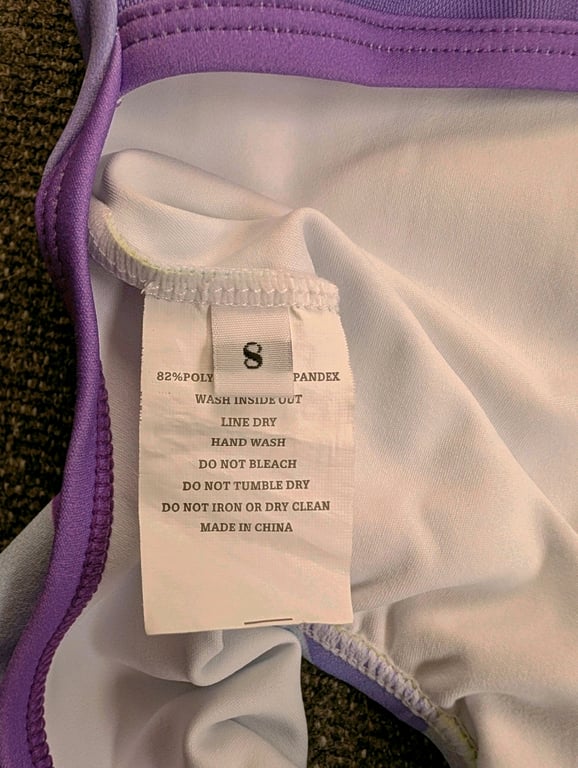 8
82%POLY PANDEX
WASH INSIDE OUT
LINE DRY
HAND WASH
DO NOT BLEACH
DO NOT TUMBLE DRY
DO NOT IRON OR DRY CLEAN
MADE IN CHINA